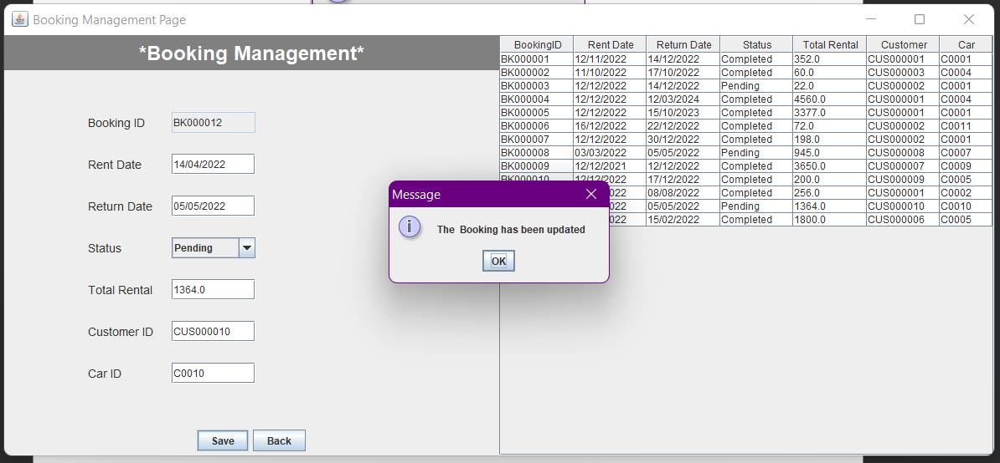 Booking Management Page
*Booking Management*
Booking ID BK000012
Rent Date 14/04/2022
Return Date 05/05/2022
Status Pending
Total Rental 1364.0
Customer ID CUS000010
Car ID C0010
Save Back
BookingID Rent Date Return Date Status Total Rental Customer Car
BK000001 12/11/2022 14/12/2022 Completed 352.0 CUS000001 C0001
BK000002 11/10/2022 17/10/2022 Completed 60.0 CUS000003 C0004
BK000003 12/12/2022 14/12/2022 Pending 22.0 CUS000002 C0001
BK000004 12/12/2022 12/03/2024 Completed 4560.0 CUS000001 C0004
BK000005 12/12/2022 15/10/2023 Completed 3377.0 CUS000001 C0001
BK000006 16/12/2022 22/12/2022 Completed 72.0 CUS000002 C0011
BK000007 12/12/2022 30/12/2022 Completed 198.0 CUS000002 C0001
BK000008 03/03/2022 05/05/2022 Pending 945.0 CUS000008 C0007
BK000009 12/12/2021 12/12/2022 Completed 3650.0 CUS000007 C0009
BK000010 12/12/2022 17/12/2022 Completed 200.0 CUS000009 C0005
022 08/08/2022 Completed 256.0 CUS000001 C0002
022 05/05/2022 Pending 1364.0 CUS000010 C0010
022 15/02/2022 Completed 1800.0 CUS000006 C0005
Message
The Booking has been updated
OK